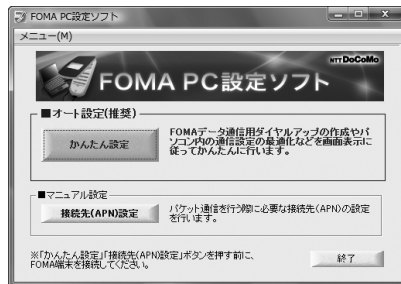 FOMA PC設定ソフト
メニュー(M)
NTT DoCoMo
FOMA PC設定ソフト
■オート設定(推奨)
かんたん設定
FOMAデータ通信用ダイヤルアップの作成やパ
ソコン内の通信設定の最適化などを画面表示に
従ってかんたんに行います。
■マニュアル設定
接続先(APN)設定
パケット通信を行う際に必要な接続先(APN)の設定
を行います。
※「かんたん設定」「接続先(APN)設定」ボタンを押す前に、
FOMA端末を接続してください。
終了